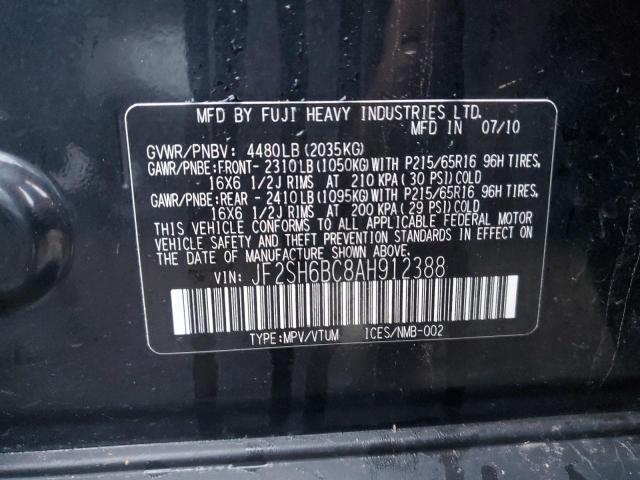 MFD BY FUJI HEAVY INDUSTRIES LTD.
MFD IN 07/10
GVWR/PNBV: 4480LB(2035KG)
GAWR/PNBE:FRONT-2310LB(1050KG)WITH P215/65R16 96H TIRES,
16X6 1/2J RIMS AT 210 KPA(30 PSI)COLD
GAWR/PNBE:REAR -2410LB(1095KG)WITH P215/65R16 96H TIRES,
16X6 1/2J RIMS AT 200 KPA(29 PSI)COLD
THIS VEHICLE CONFORMS TO ALL APPLICABLE FEDERAL MOTOR
VEHICLE SAFETY AND THEFT PREVENTION STANDARDS IN EFFECT
ON THE DATE OF MANUFACTURE SHOWN ABOVE.
VIN: JF2SH6BC8AH912388
TYPE:MPV/VTUM ICES/NMB-002